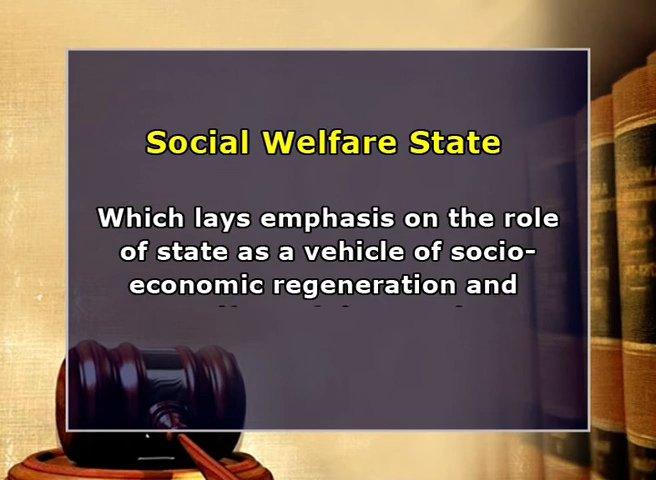 Social Welfare State
Which lays emphasis on the role
of state as a vehicle of socio-
economic regeneration and